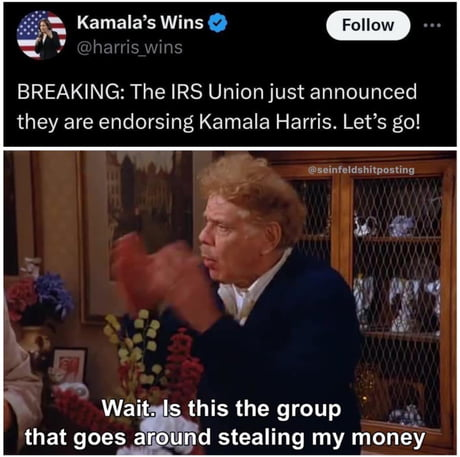 Kamala's Wins
@harris_wins
Follow
BREAKING: The IRS Union just announced
they are endorsing Kamala Harris. Let's go!
@seinfeldshitposting
Wait. Is this the group
that goes around stealing my money